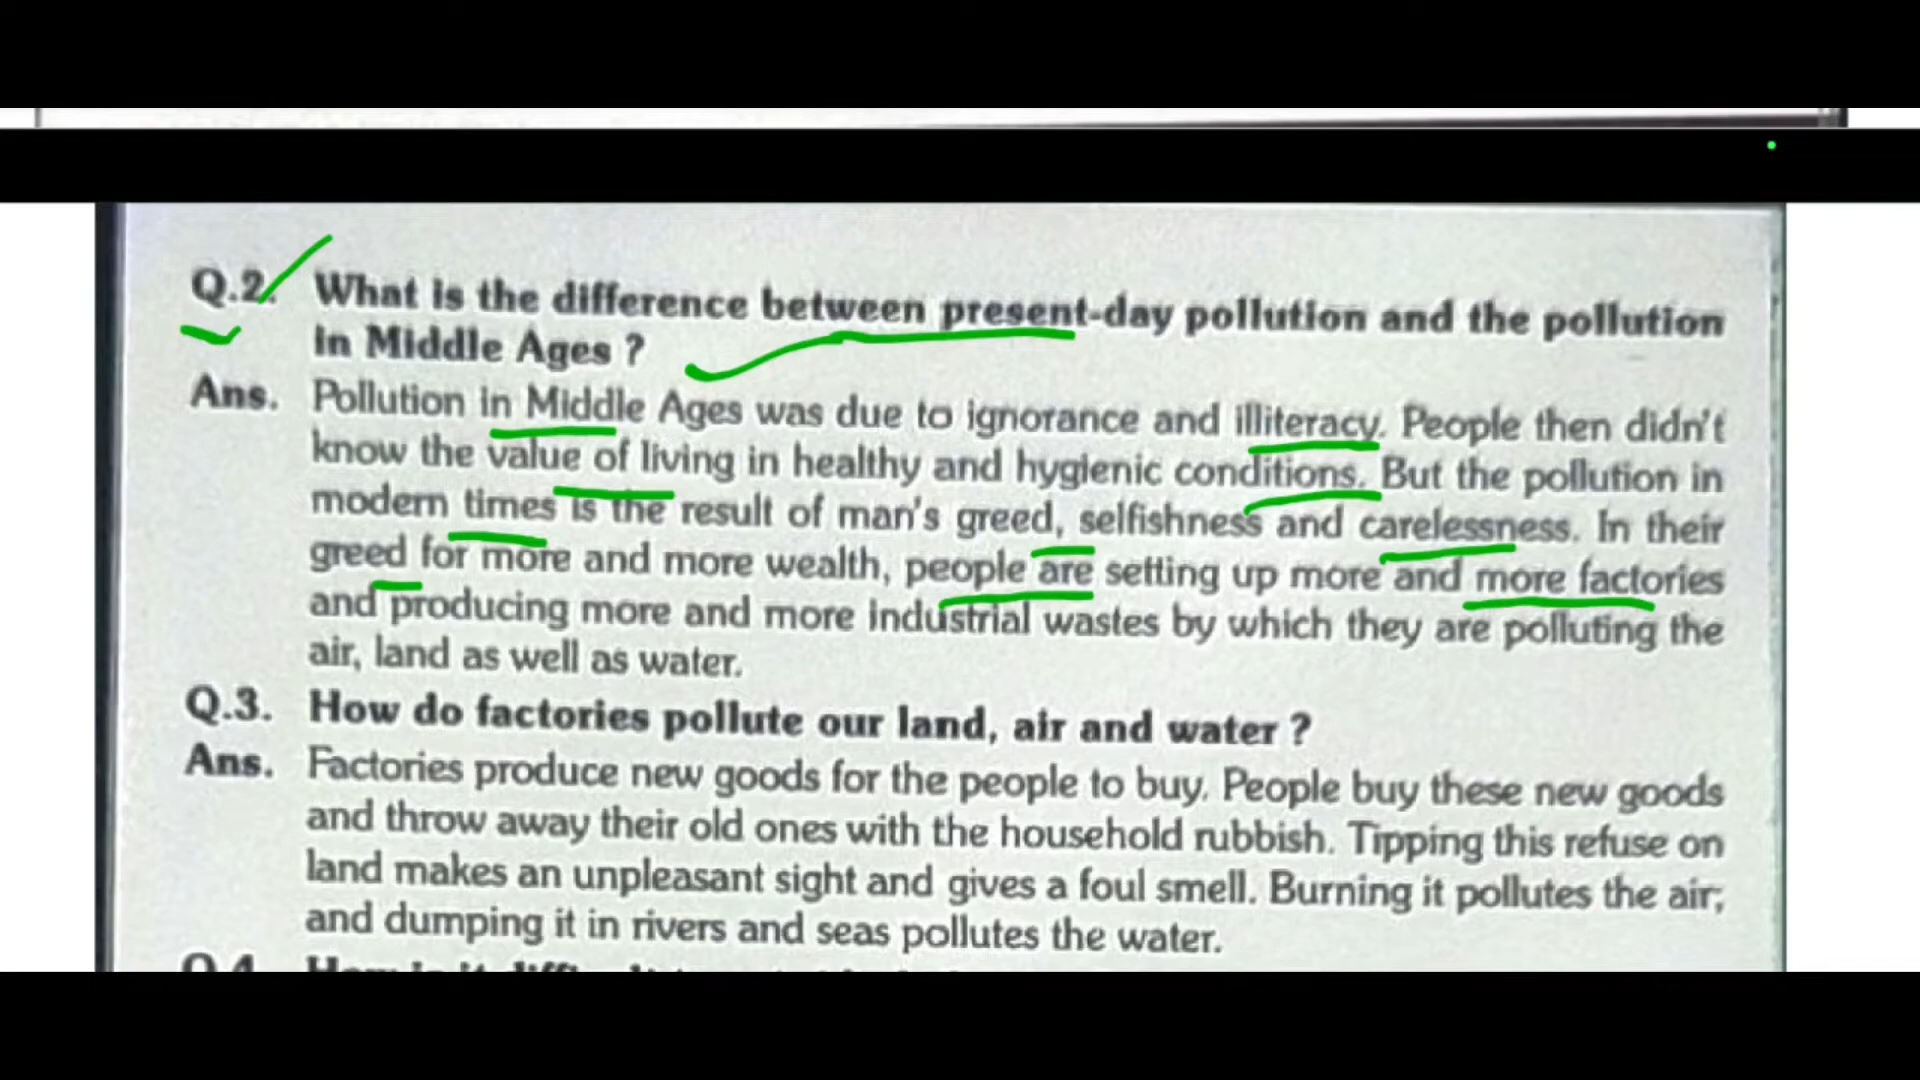 Q.2. What is the difference between present-day pollution and the pollution
in Middle Ages ?
Ans. Pollution in Middle Ages was due to ignorance and illiteracy. People then didn't
know the value of living in healthy and hygienic conditions. But the pollution in
modern times is the result of man's greed, selfishness and carelessness. In their
greed for more and more wealth, people are setting up more and more factories
and producing more and more industrial wastes by which they are polluting the
air, land as well as water.
Q.3. How do factories pollute our land, air and water ?
Ans. Factories produce new goods for the people to buy. People buy these new goods
and throw away their old ones with the household rubbish. Tipping this refuse on
land makes an unpleasant sight and gives a foul smell. Burning it pollutes the air;
and dumping it in rivers and seas pollutes the water.
Q.4. How is it